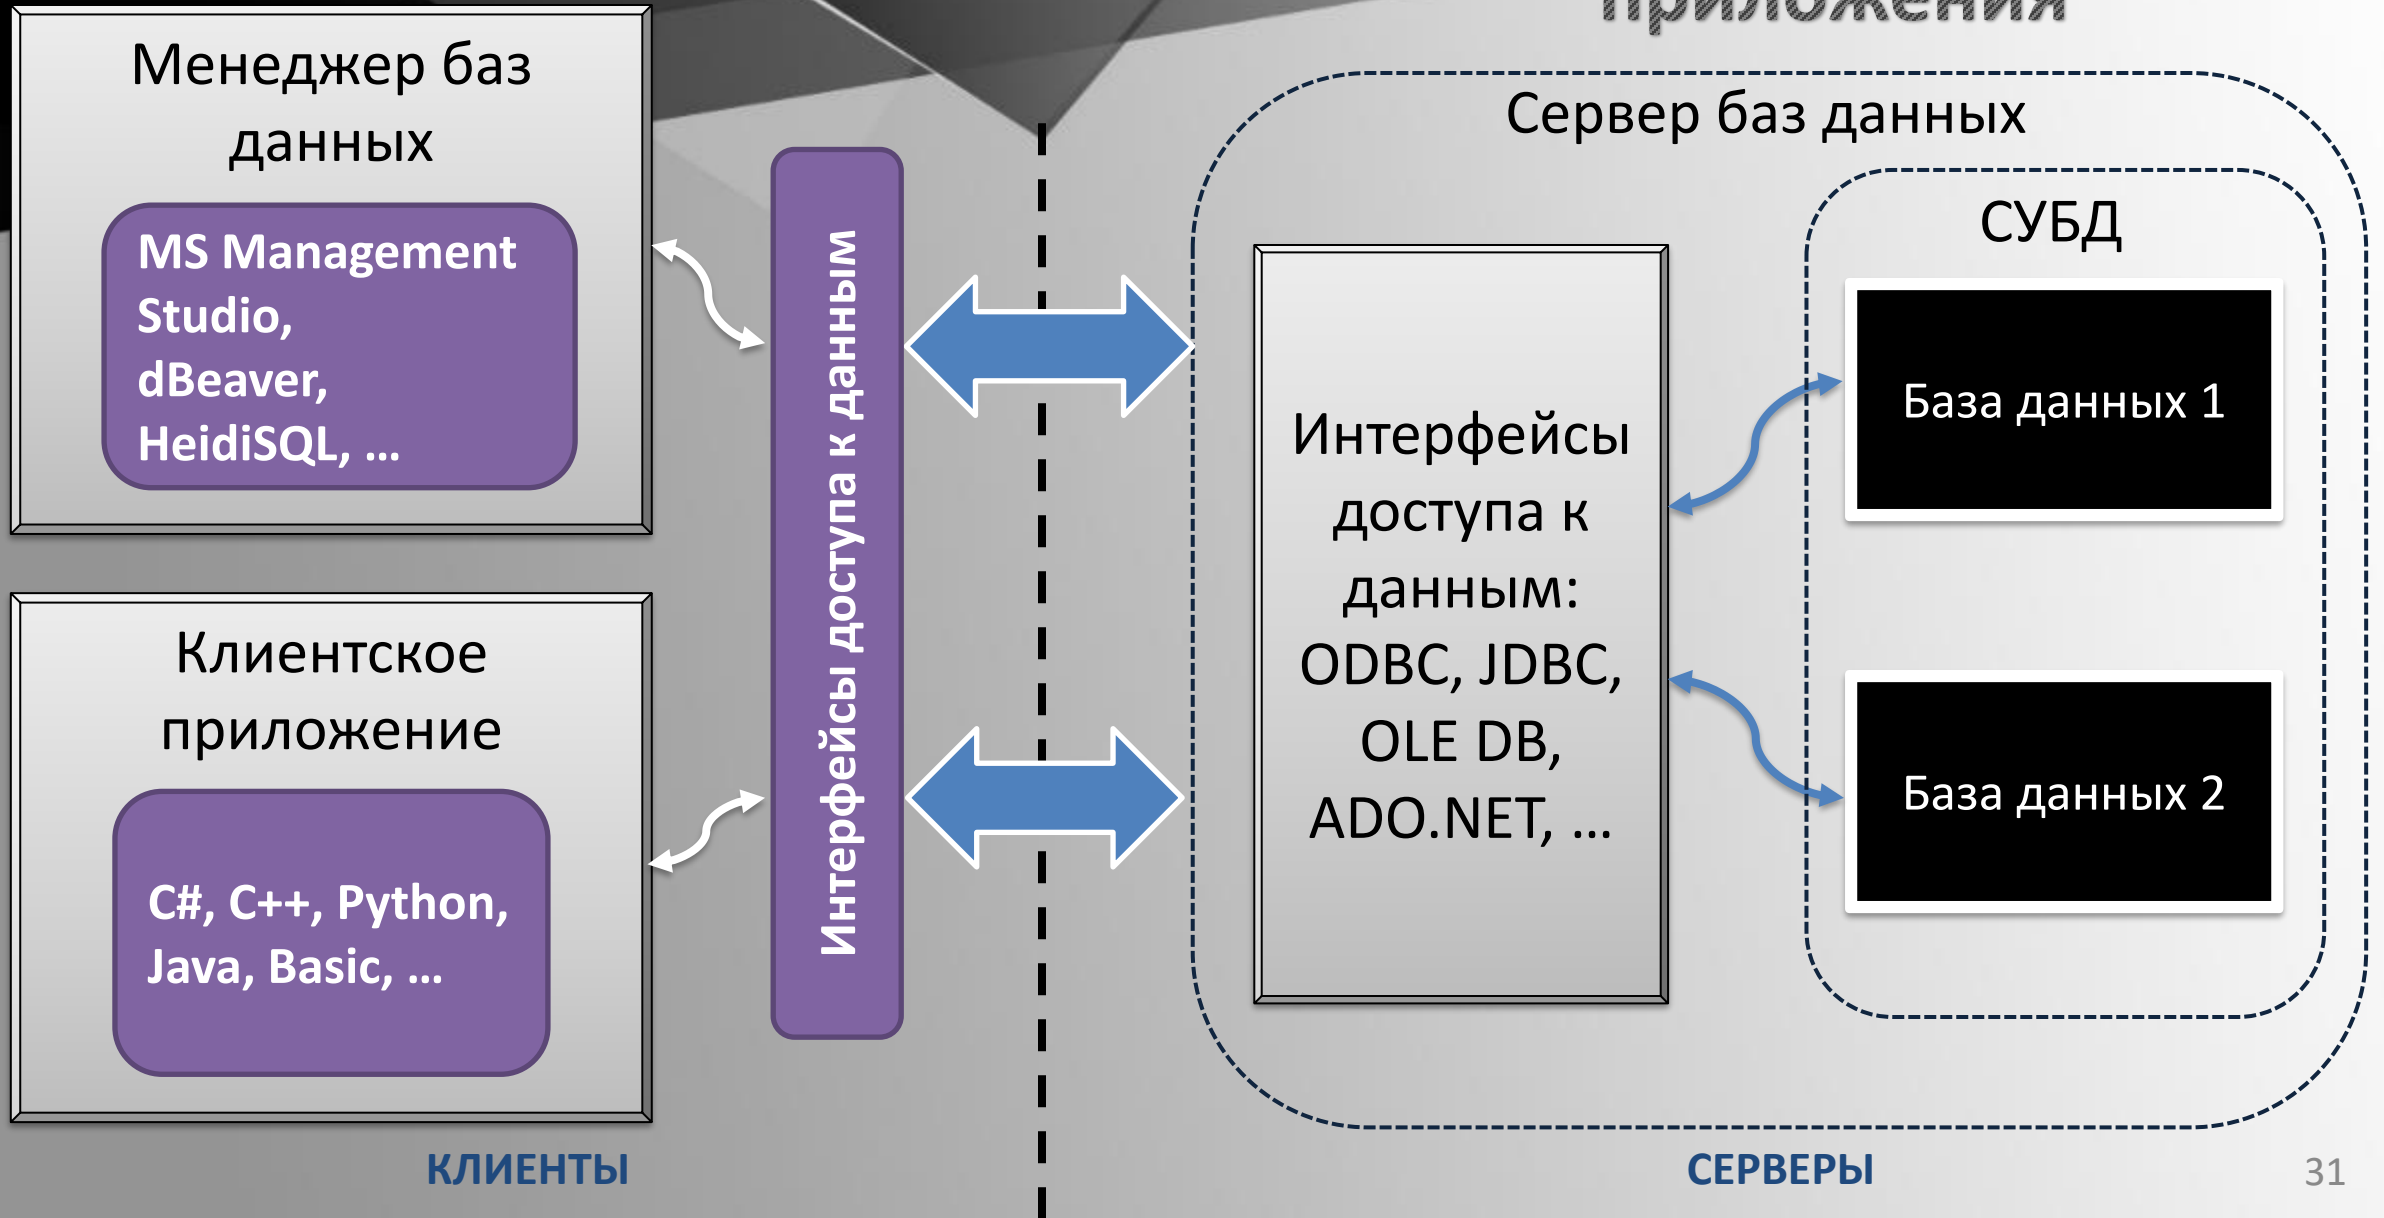 приложения
Менеджер баз
данных
MS Management
Studio,
dBeaver,
HeidiSQL, ...
Клиентское
приложение
C#, C++, Python,
Java, Basic, ...
Интерфейсы доступа к данным
Сервер баз данных
Интерфейсы
доступа к
данным:
ODBC, JDBC,
OLE DB,
ADO.NET, ...
СУБД
База данных 1
База данных 2
КЛИЕНТЫ
СЕРВЕРЫ
31